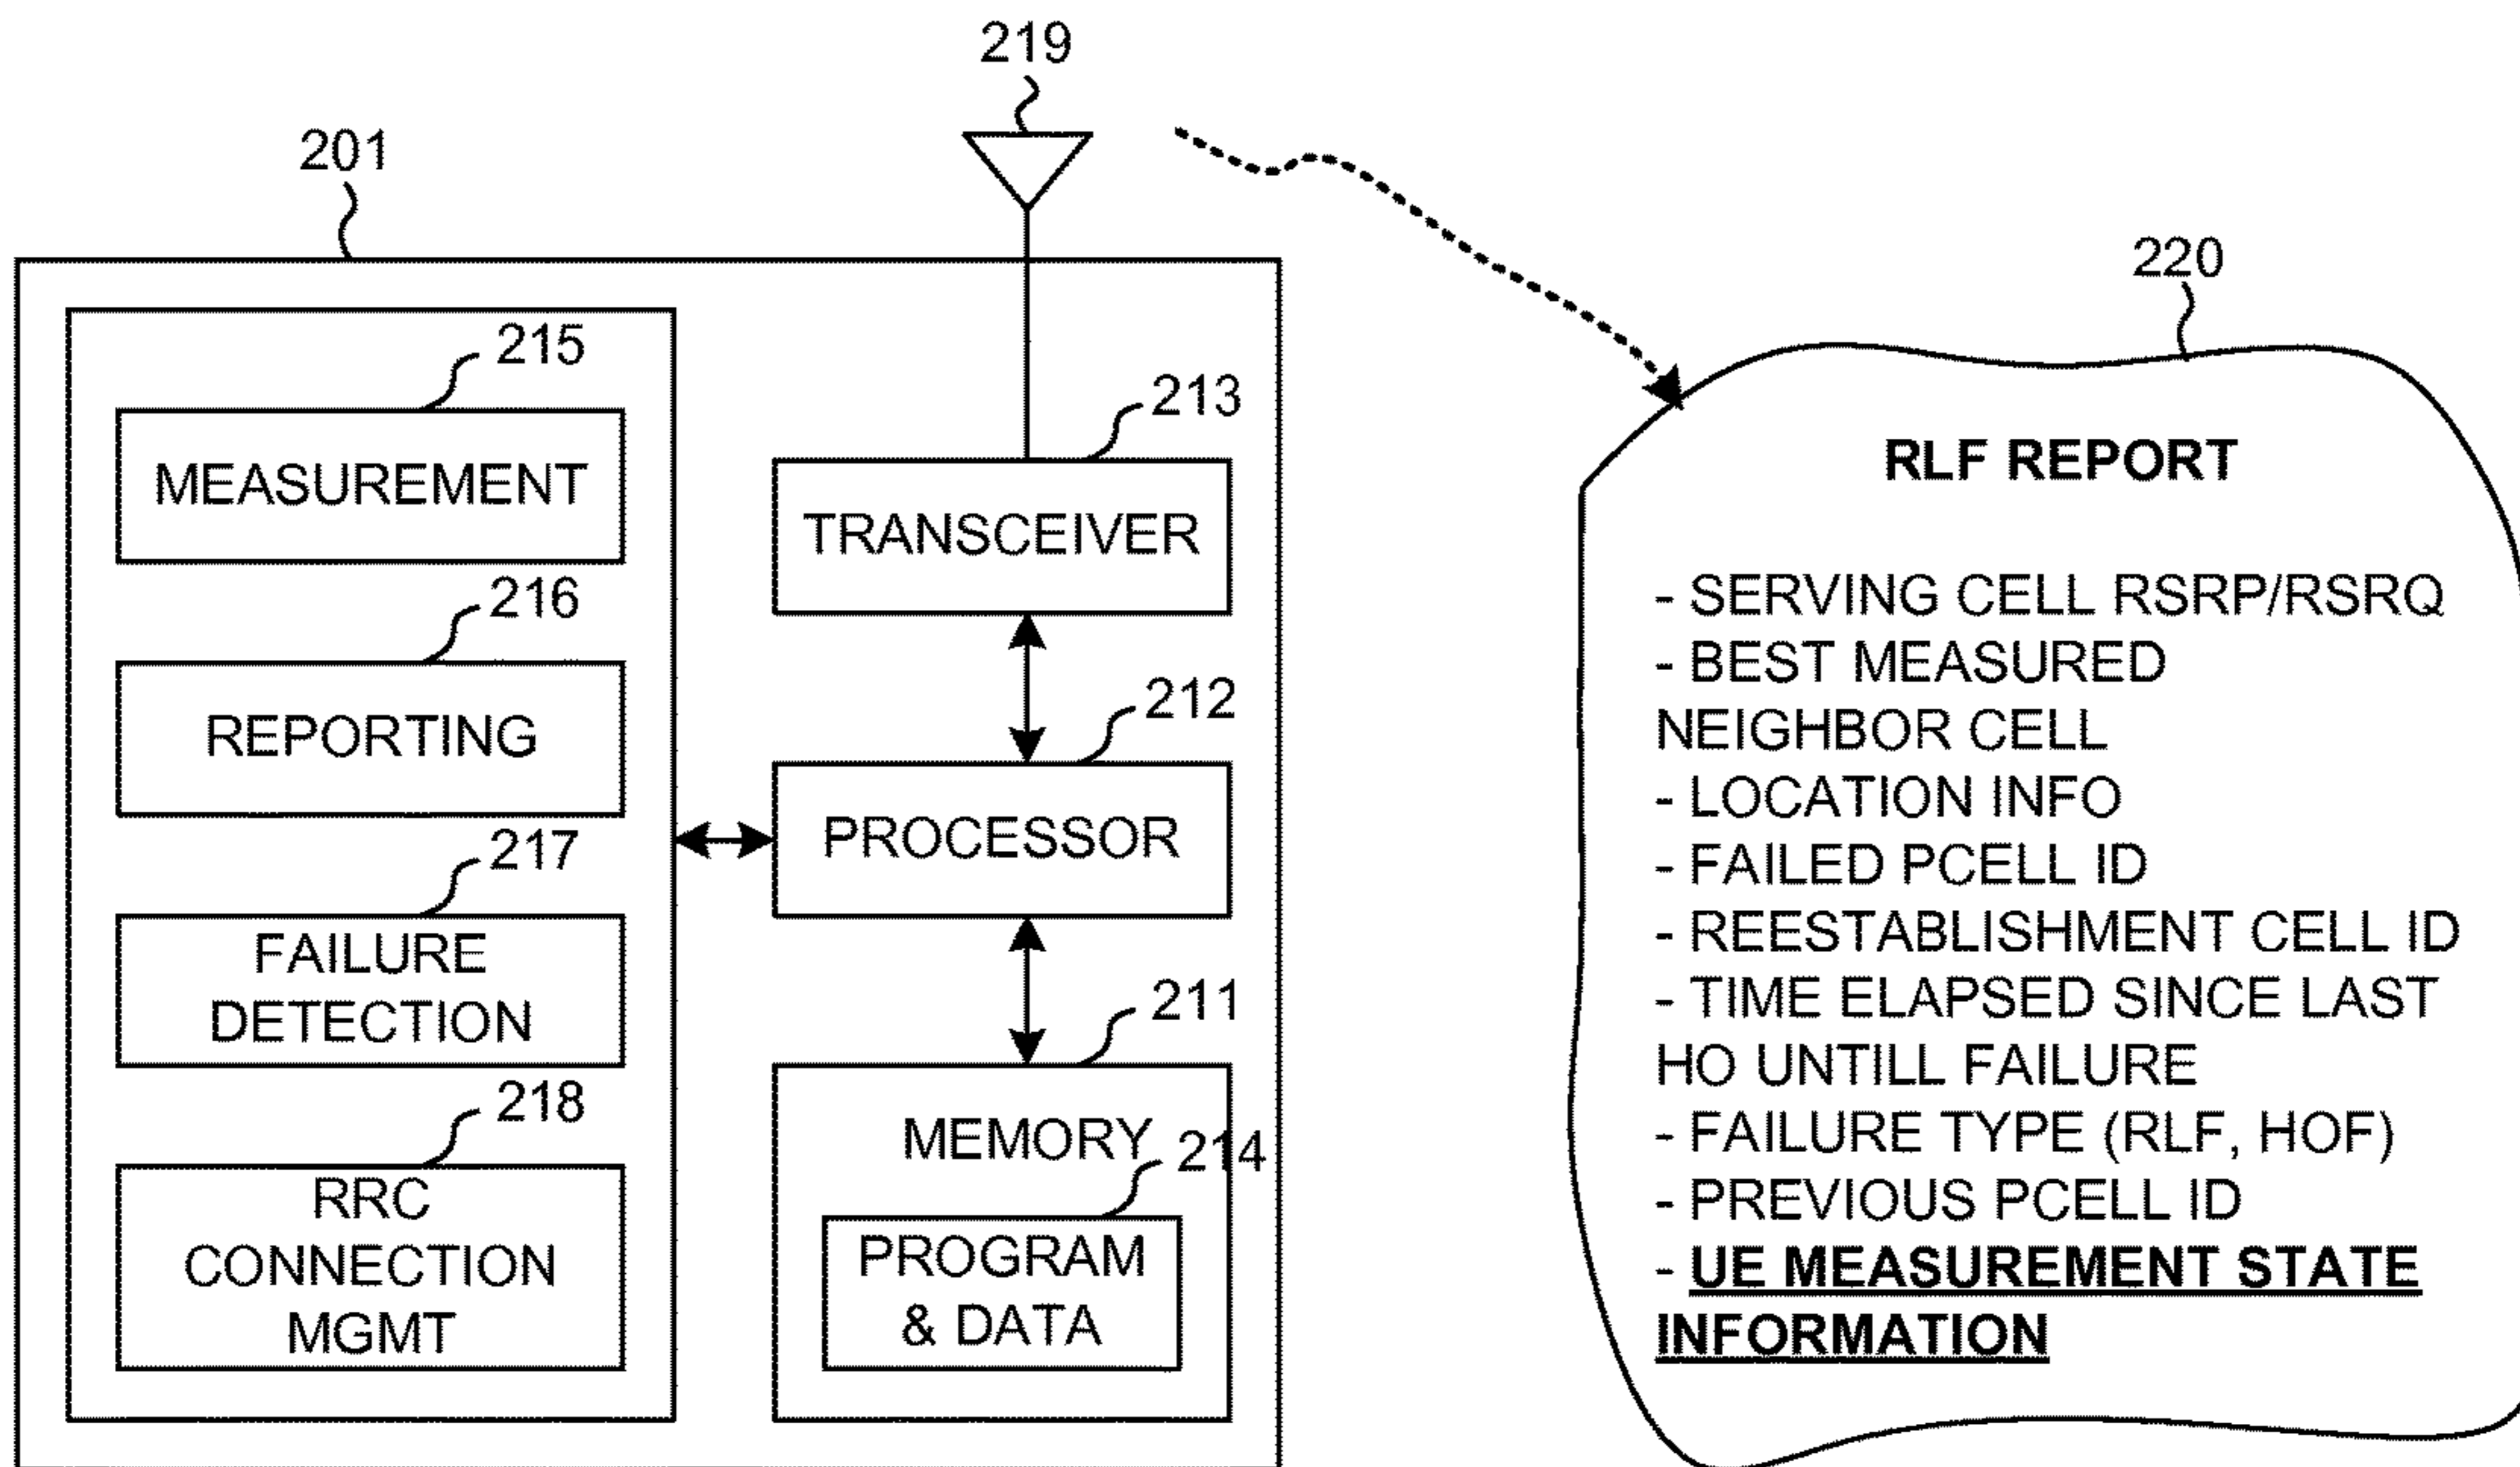 219
201
215
MEASUREMENT
216
REPORTING
217
FAILURE
DETECTION
218
RRC
CONNECTION
MGMT
213
TRANSCEIVER
212
PROCESSOR
211
MEMORY
214
PROGRAM
& DATA
220
RLF REPORT
- SERVING CELL RSRP/RSRQ
- BEST MEASURED
NEIGHBOR CELL
- LOCATION INFO
- FAILED PCELL ID
- REESTABLISHMENT CELL ID
- TIME ELAPSED SINCE LAST
HO UNTILL FAILURE
- FAILURE TYPE (RLF, HOF)
- PREVIOUS PCELL ID
- UE MEASUREMENT STATE
INFORMATION